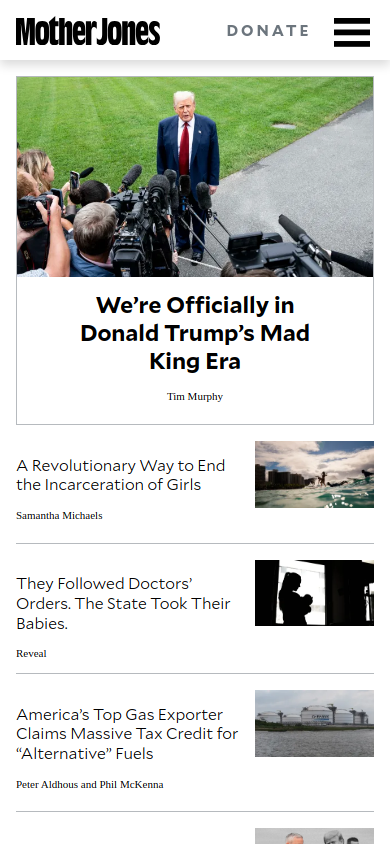 Mother Jones
DONATE
We’re Officially in
Donald Trump’s Mad
King Era
Tim Murphy
A Revolutionary Way to End
the Incarceration of Girls
Samantha Michaels
They Followed Doctors’
Orders. The State Took Their
Babies.
Reveal
America’s Top Gas Exporter
Claims Massive Tax Credit for
“Alternative” Fuels
Peter Aldhous and Phil McKenna